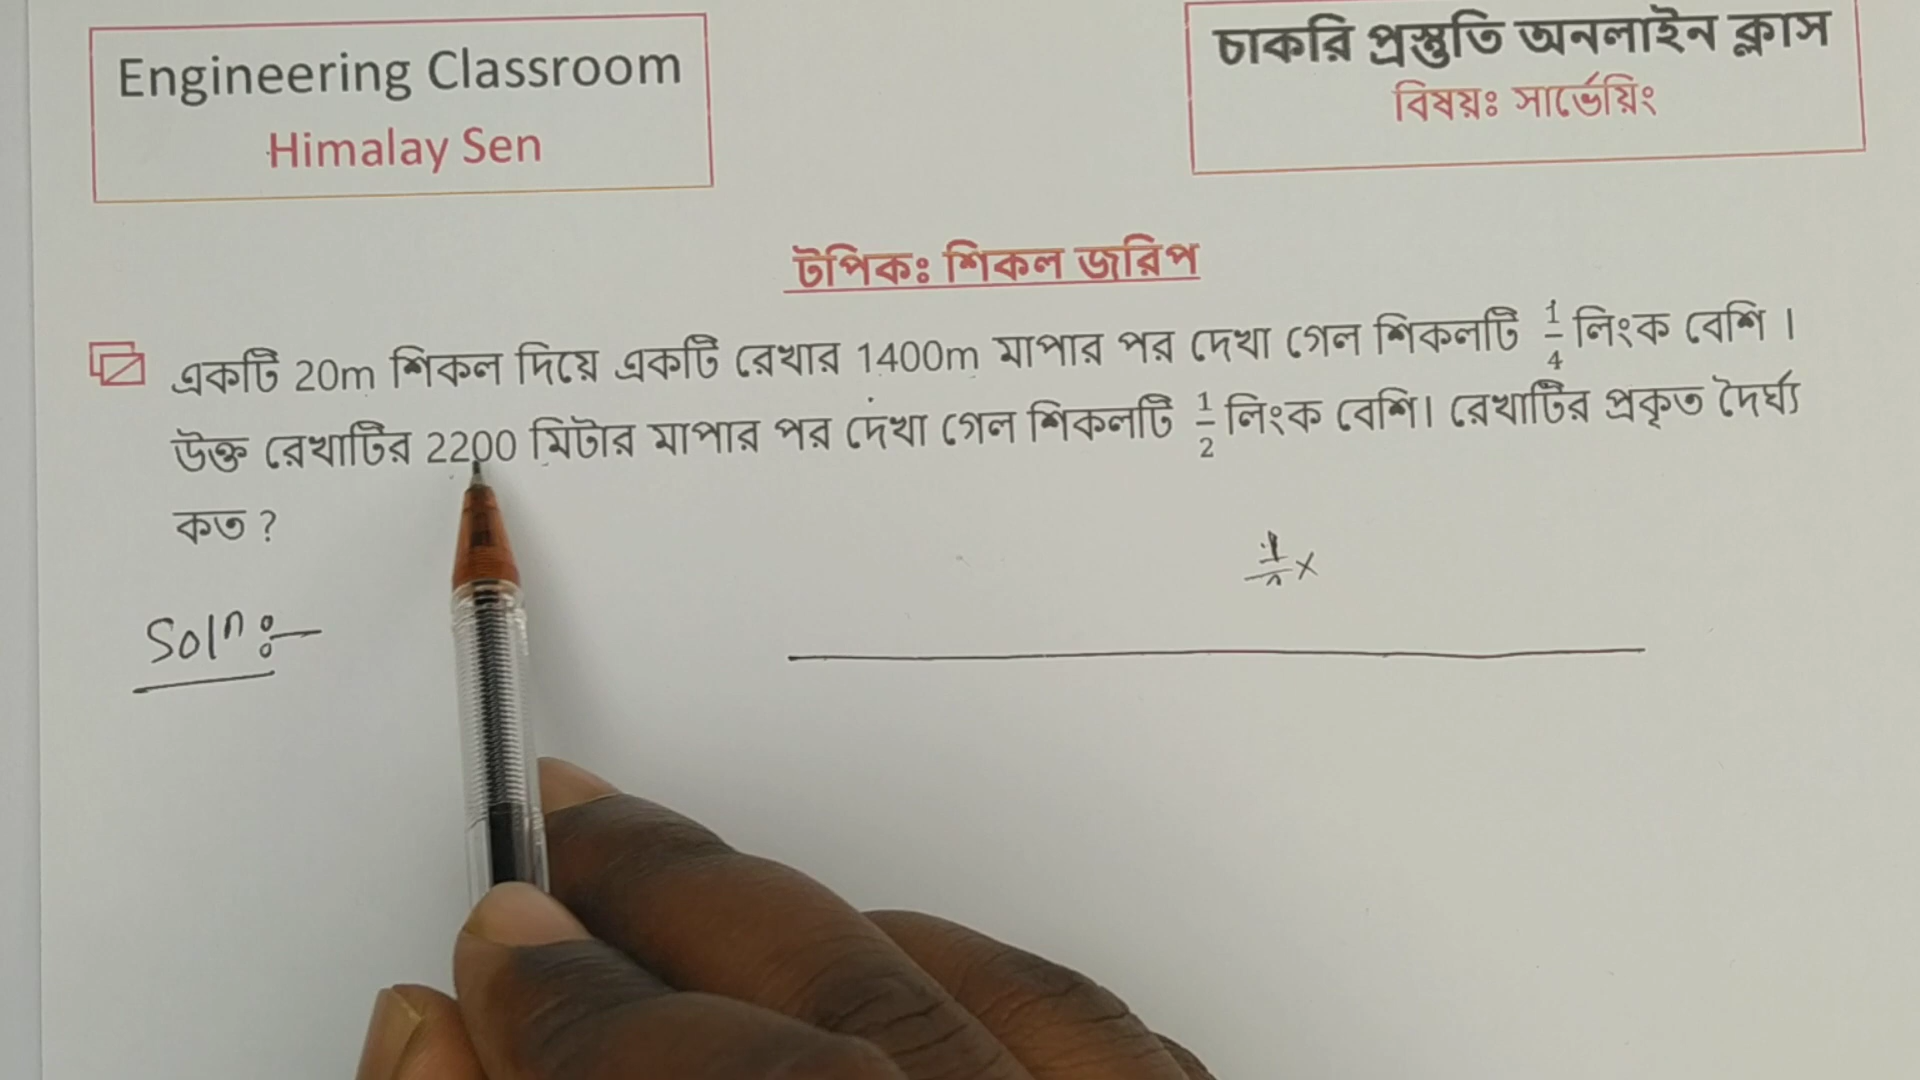 Engineering Classroom
Himalay Sen
চাকরি প্রস্তুতি অনলাইন ক্লাস
বিষয়ঃ সার্ভেয়িং
টপিকঃ শিকল জরিপ
একটি 20m শিকল দিয়ে একটি রেখার 1400m মাপার পর দেখা গেল শিকলটি 1/4 লিংক বেশি ।
উক্ত রেখাটির 2200 মিটার মাপার পর দেখা গেল শিকলটি 1/2 লিংক বেশি। রেখাটির প্রকৃত দৈর্ঘ্য
কত ?
Solⁿ:-